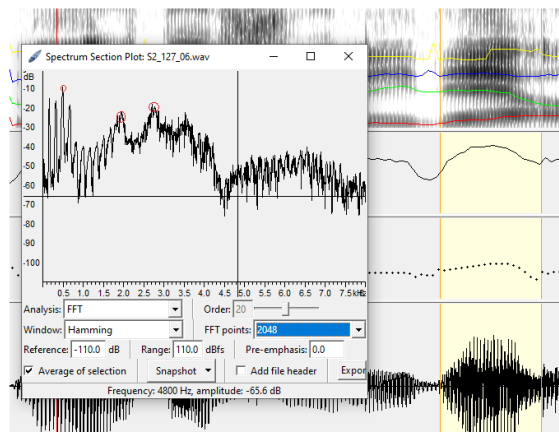 Spectrum Section Plot: S2_127_06.wav
dB
-10
-20
-30
-40
-50
-60
-70
-80
-90
-100
0.5 1.0 1.5 2.0 2.5 3.0 3.5 4.0 4.5 5.0 5.5 6.0 6.5 7.0 7.5 kHz
Analysis: FFT Order: 20
Window: Hamming FFT points: 2048
Reference: -110.0 dB Range: 110.0 dBfs Pre-emphasis: 0.0
Average of selection Snapshot Add file header Expor
Frequency: 4800 Hz, amplitude: -65.6 dB